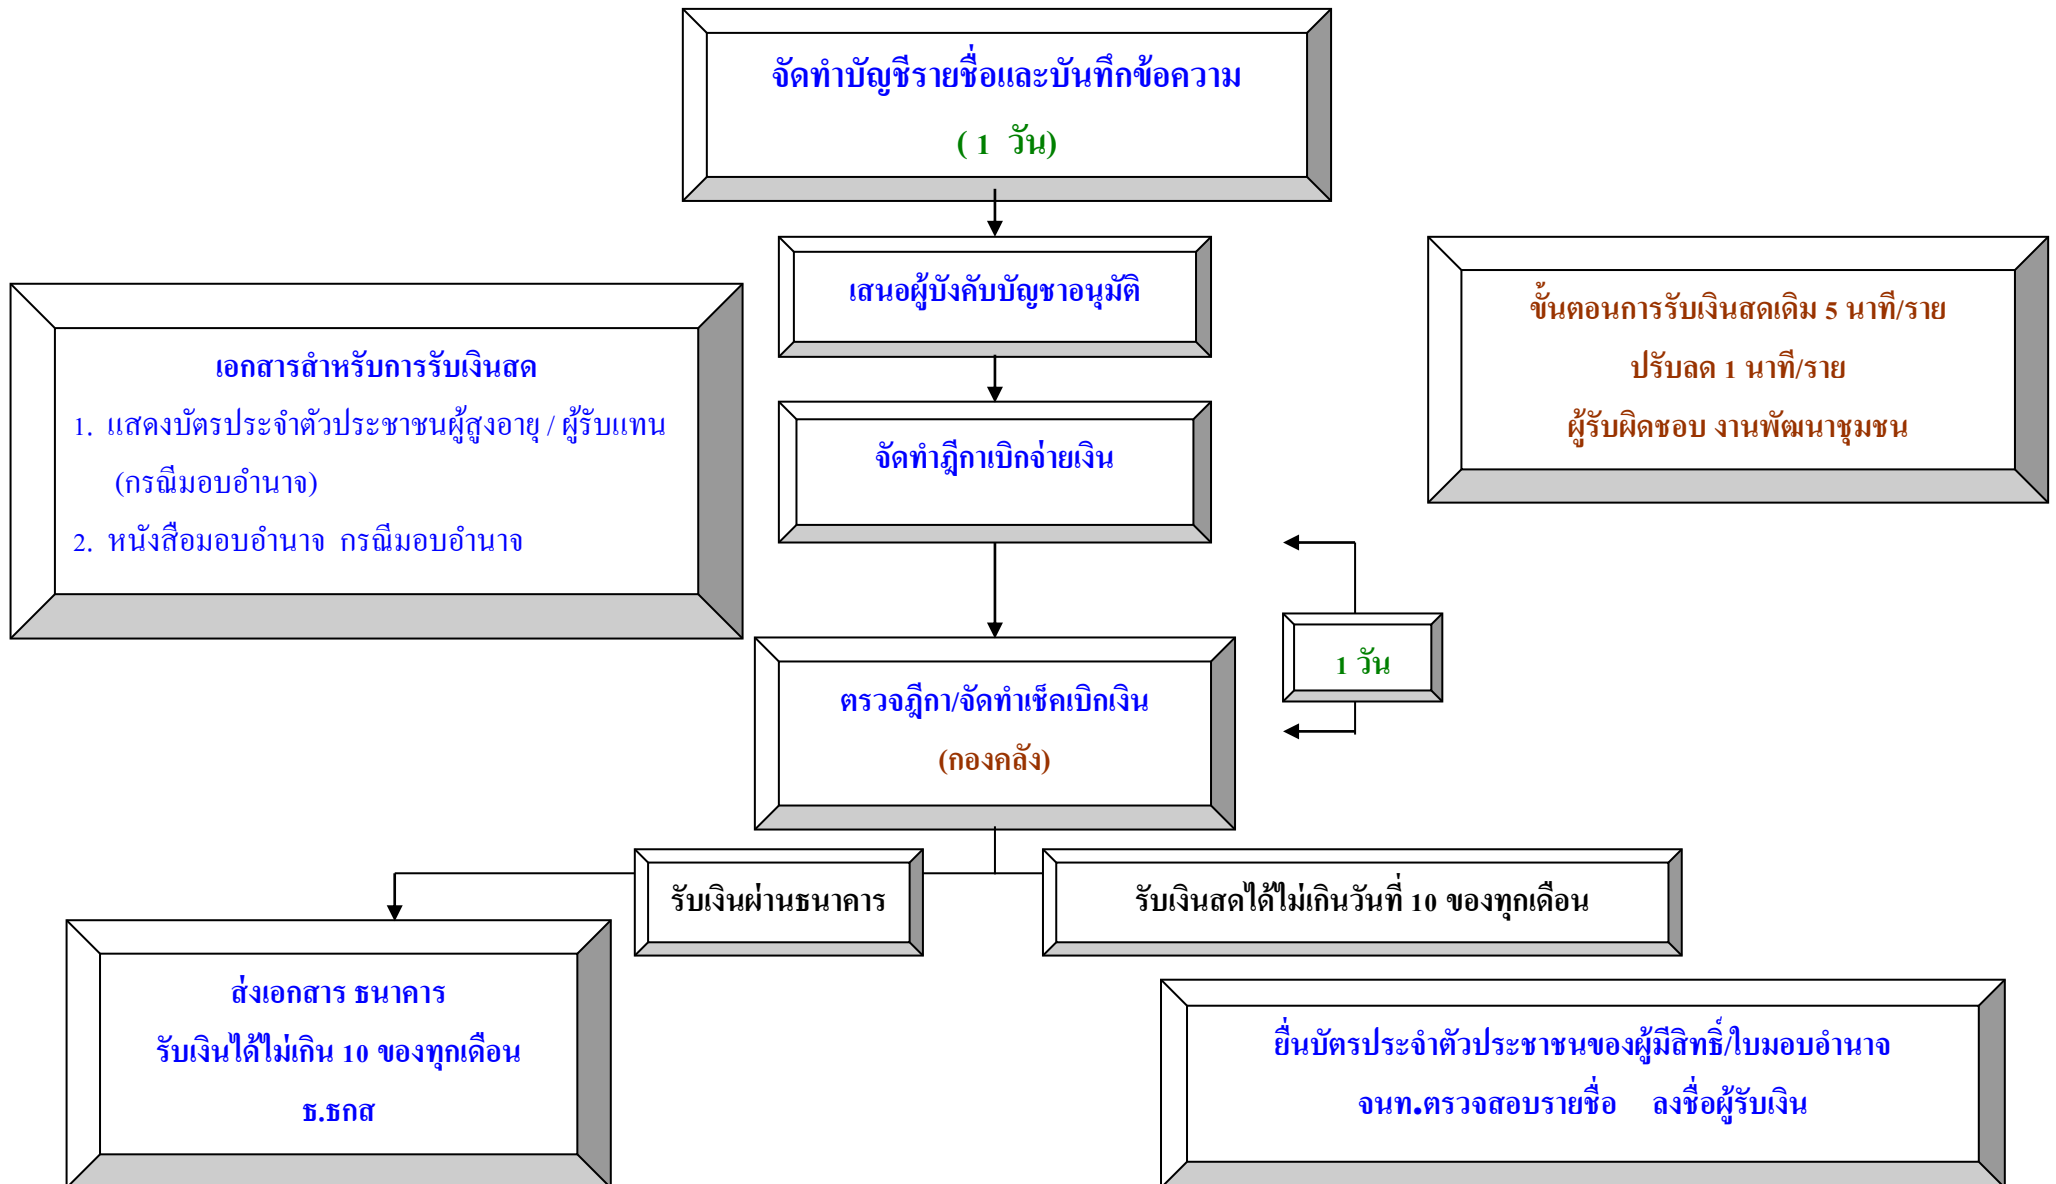 จัดทำบัญชีรายชื่อและบันทึกข้อความ
( 1 วัน)
เสนอผู้บังคับบัญชาอนุมัติ
เอกสารสำหรับการรับเงินสด
1. แสดงบัตรประจำตัวประชาชนผู้สูงอายุ / ผู้รับแทน
(กรณีมอบอำนาจ)
2. หนังสือมอบอำนาจ กรณีมอบอำนาจ
ขั้นตอนการรับเงินสดเดิม 5 นาที/ราย
ปรับลด 1 นาที/ราย
ผู้รับผิดชอบ งานพัฒนาชุมชน
จัดทำฎีกาเบิกจ่ายเงิน
1 วัน
ตรวจฎีกา/จัดทำเช็คเบิกเงิน
(กองคลัง)
รับเงินผ่านธนาคาร
รับเงินสดได้ไม่เกินวันที่ 10 ของทุกเดือน
ส่งเอกสาร ธนาคาร
รับเงินได้ไม่เกิน 10 ของทุกเดือน
ธ.ธกส
ยื่นบัตรประจำตัวประชาชนของผู้มีสิทธิ์/ใบมอบอำนาจ
จนท.ตรวจสอบรายชื่อ ลงชื่อผู้รับเงิน